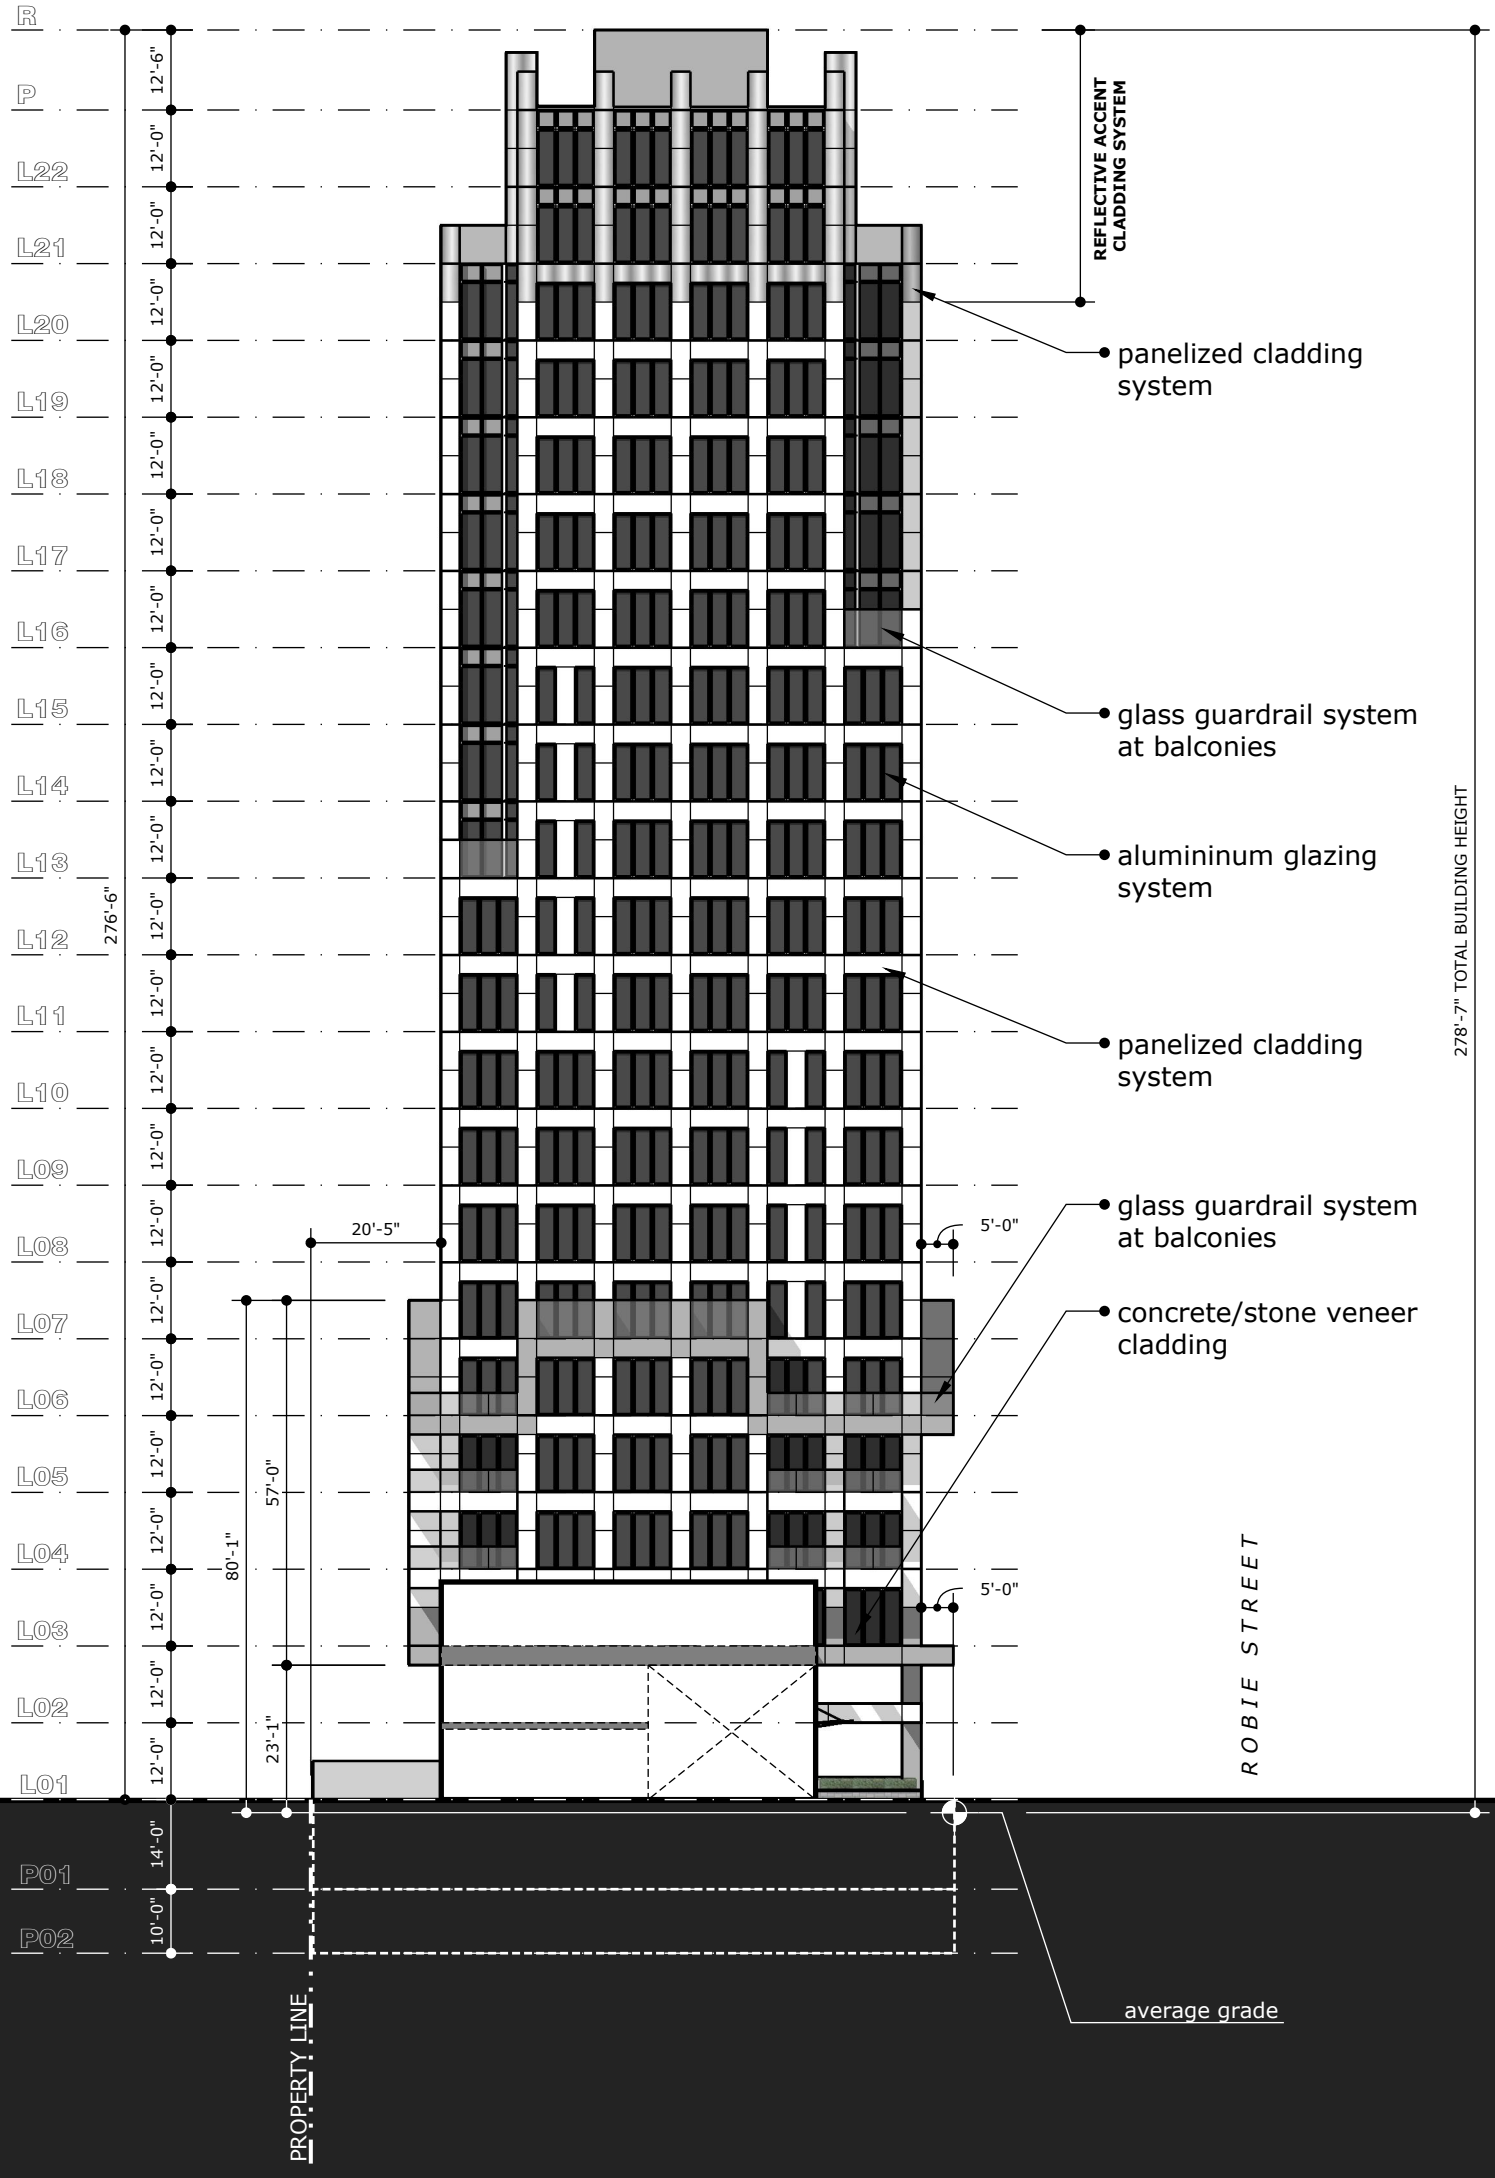 R
12'-6"
P
12'-0"
L22
12'-0"
L21
12'-0"
L20
12'-0"
L19
12'-0"
L18
12'-0"
L17
12'-0"
L16
12'-0"
L15
12'-0"
L14
12'-0"
L13
12'-0"
L12
12'-0"
L11
12'-0"
L10
12'-0"
L09
12'-0"
L08
12'-0"
L07
12'-0"
L06
12'-0"
L05
12'-0"
L04
12'-0"
L03
12'-0"
L02
12'-0"
L01
14'-0"
P01
10'-0"
P02
276'-6"
80'-1"
57'-0"
23'-1"
20'-5"
5'-0"
5'-0"
REFLECTIVE ACCENT
CLADDING SYSTEM
panelized cladding
system
glass guardrail system
at balconies
alumininum glazing
system
panelized cladding
system
glass guardrail system
at balconies
concrete/stone veneer
cladding
278'-7" TOTAL BUILDING HEIGHT
ROBIE STREET
average grade
PROPERTY LINE